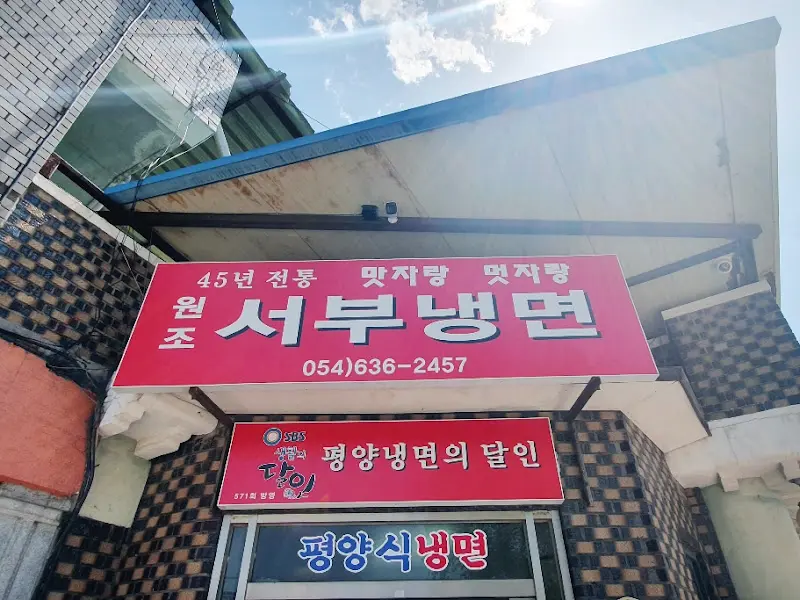 45년 전통 맛자랑 멋자랑
원조 서부냉면
054)636-2457
SBS
생활의
달인
평양냉면의 달인
571회 방영
평양식냉면